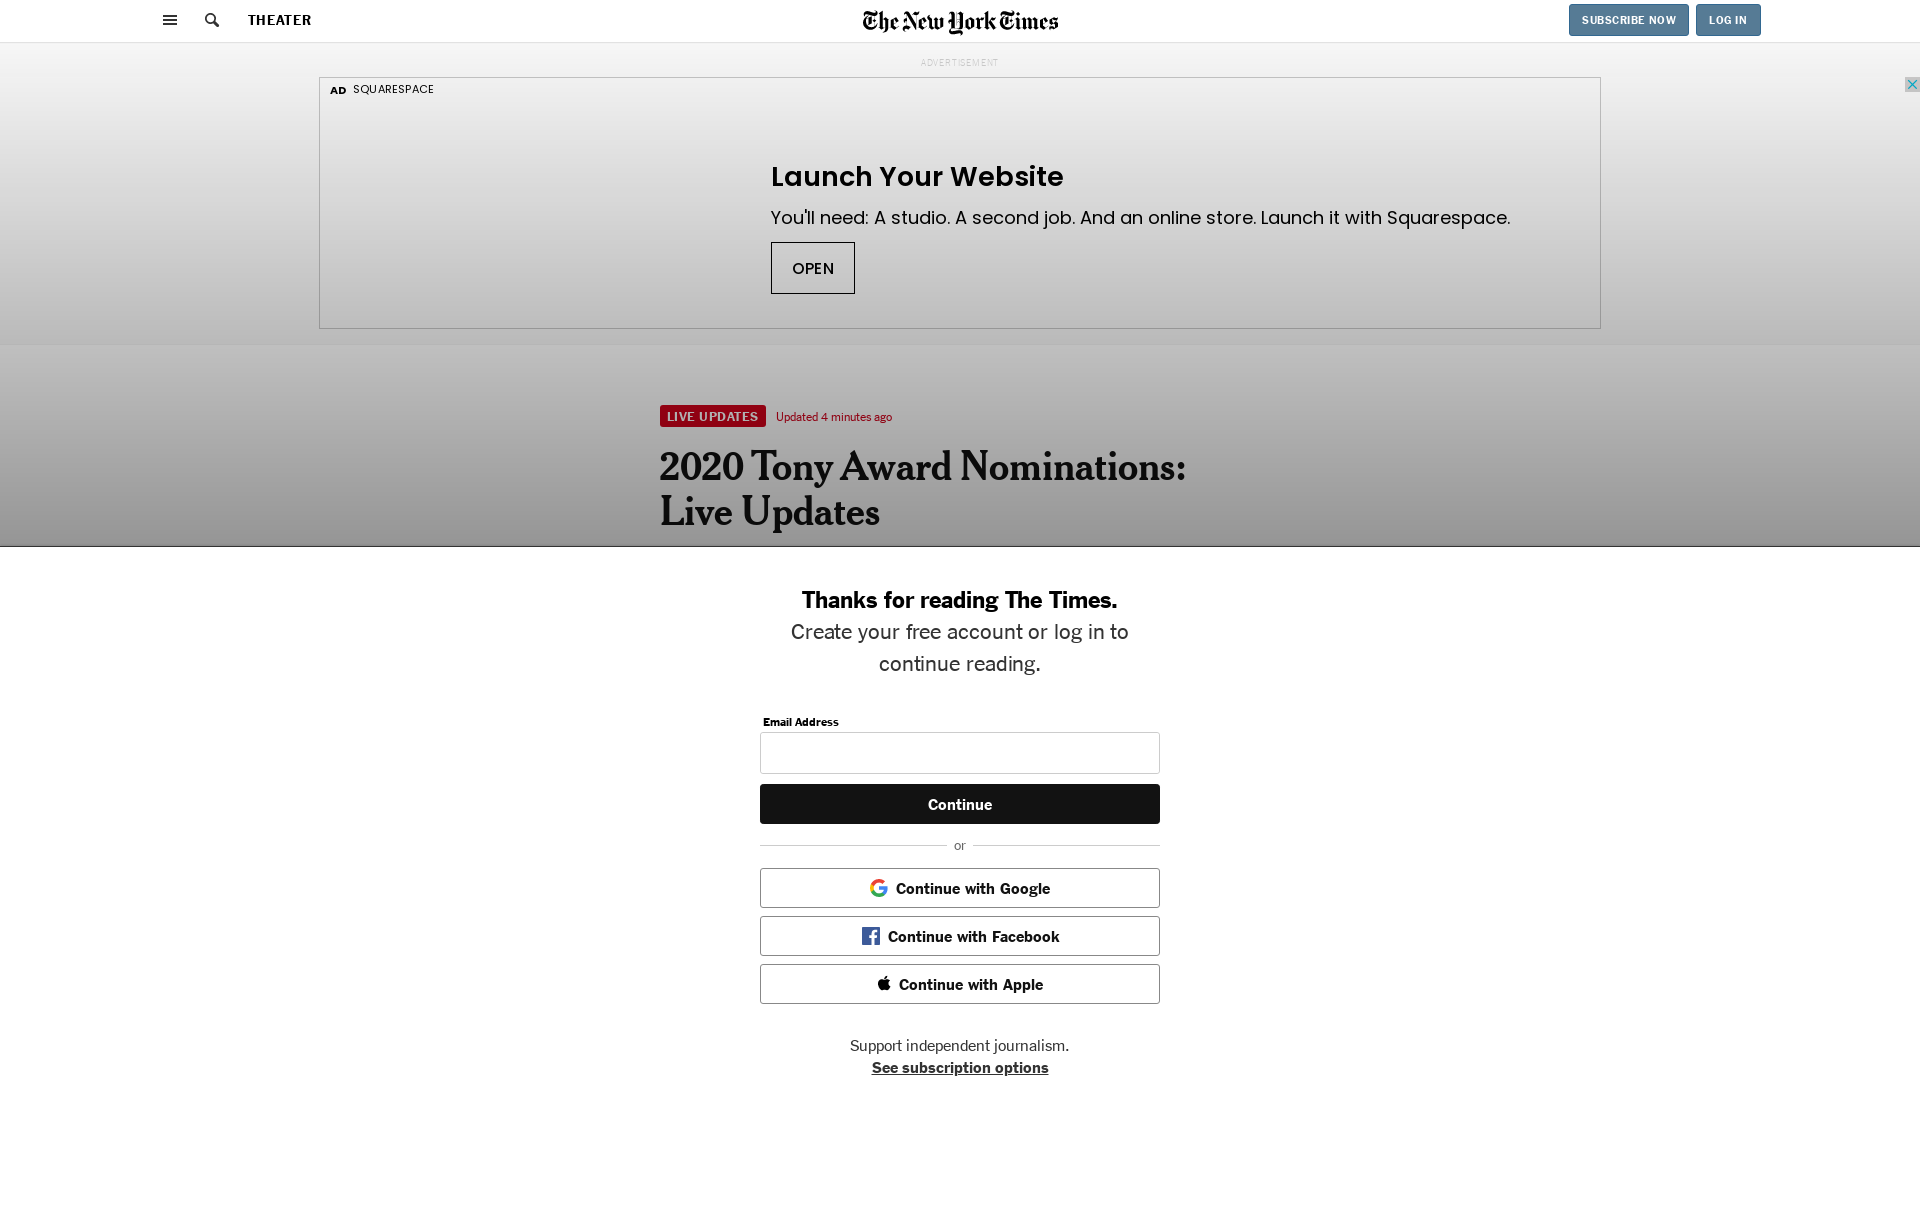 THEATER
The New York Times
SUBSCRIBE NOW
LOG IN
ADVERTISEMENT
AD SQUARESPACE
Launch Your Website
You'll need: A studio. A second job. And an online store. Launch it with Squarespace.
OPEN
LIVE UPDATES Updated 4 minutes ago
2020 Tony Award Nominations:
Live Updates
Thanks for reading The Times.
Create your free account or log in to
continue reading.
Email Address
Continue
or
Continue with Google
Continue with Facebook
Continue with Apple
Support independent journalism.
See subscription options